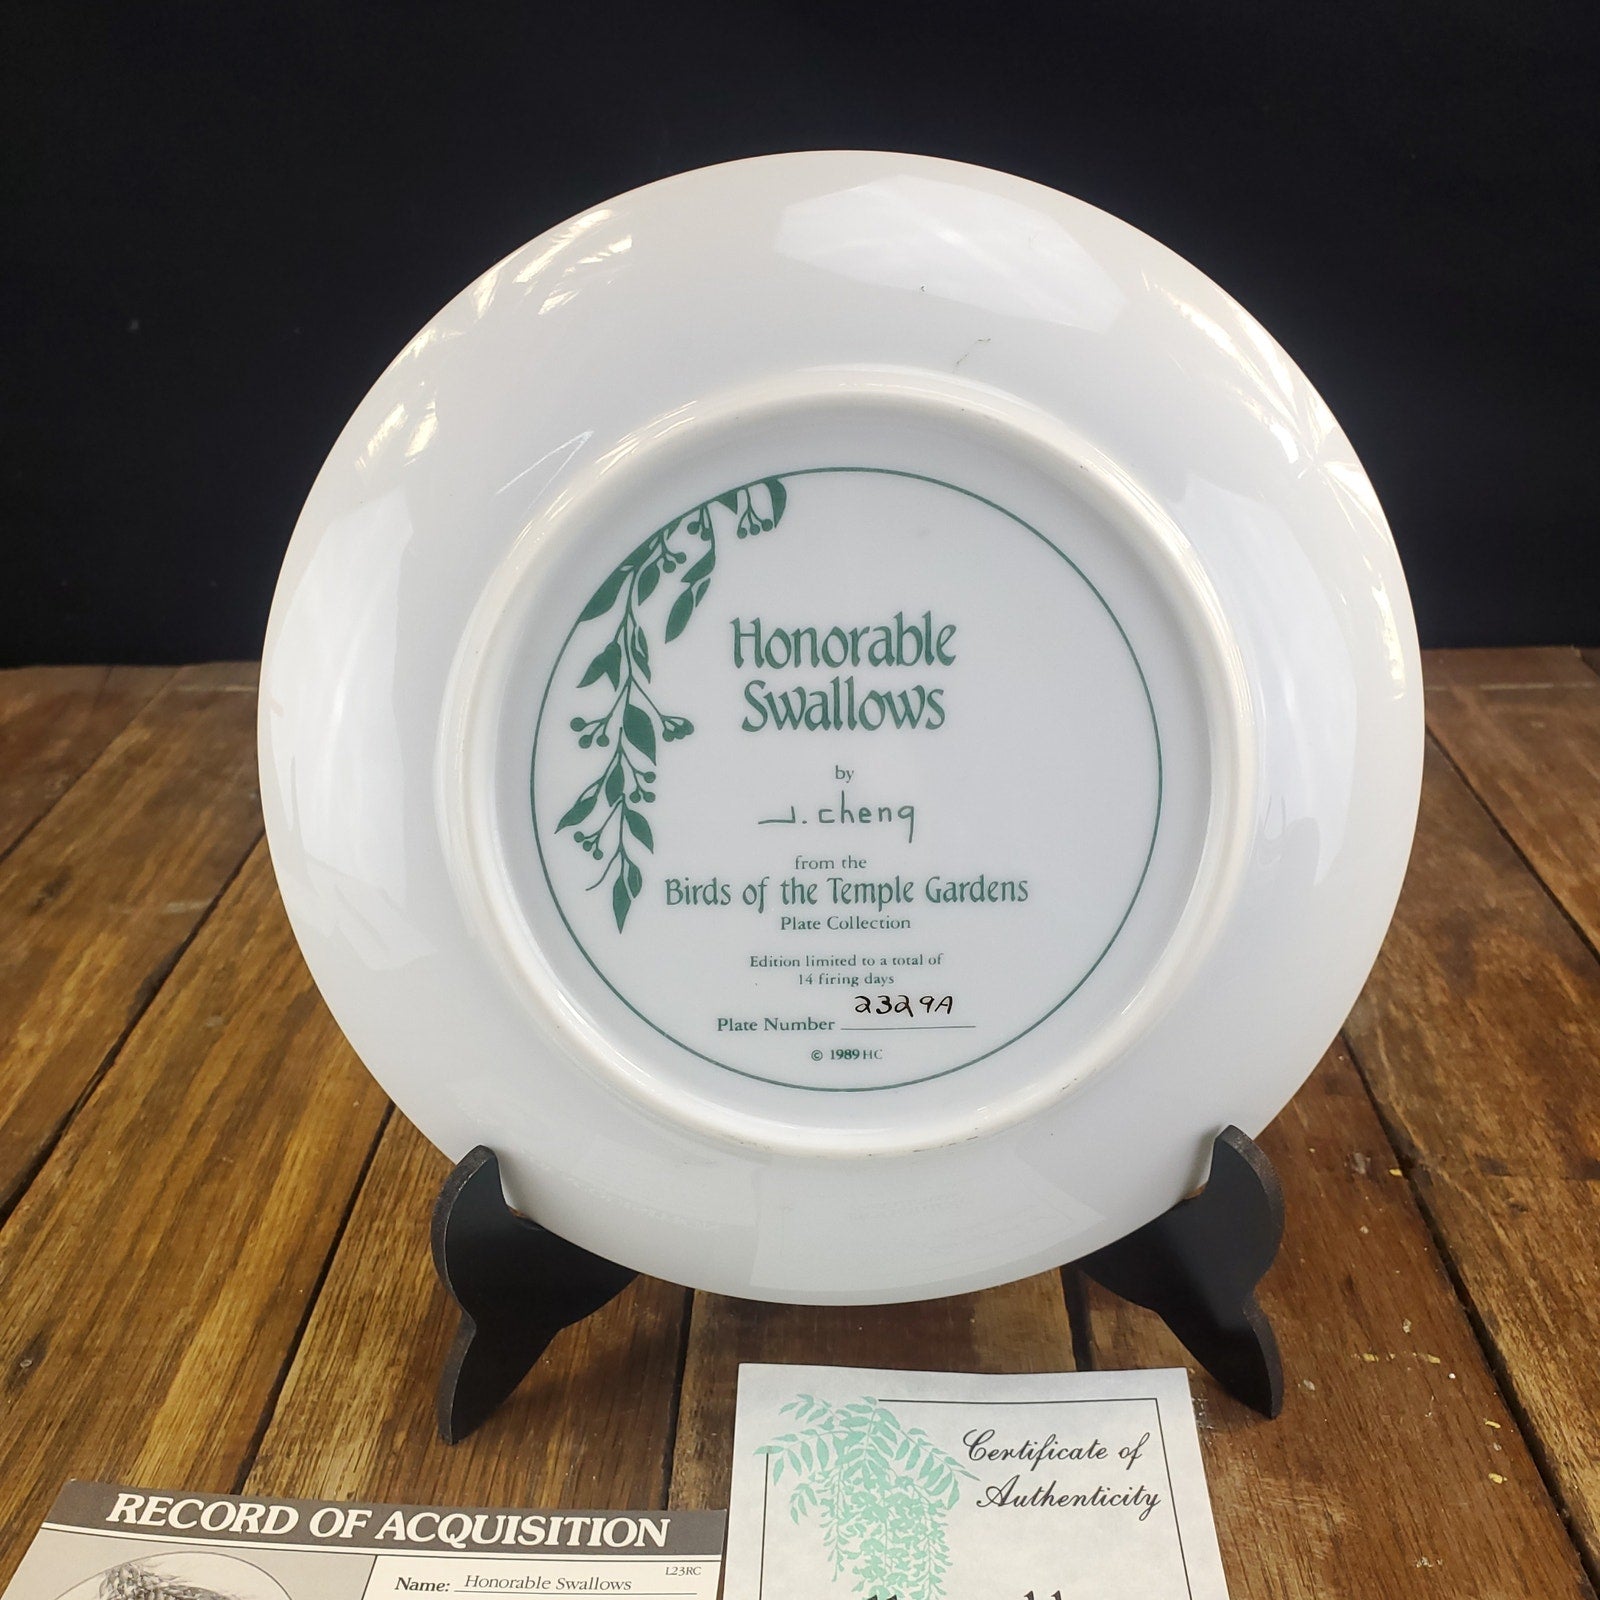 Honorable
Swallows
by
J. cheng
from the
Birds of the Temple Gardens
Plate Collection
Edition limited to a total of
14 firing days
Plate Number 2329A
© 1989 HC
Certificate of
Authenticity
RECORD OF ACQUISITION
L23RC
Name: Honorable Swallows